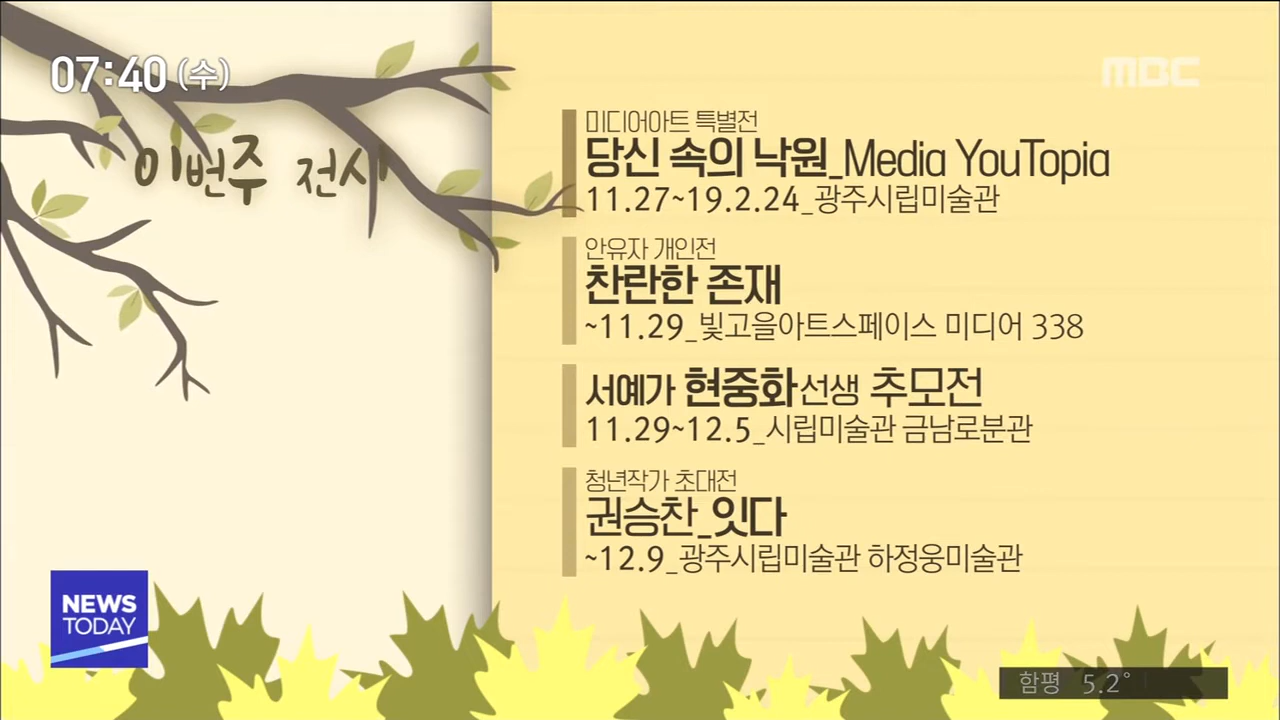 07:40 (수)
MBC
이번주 전시
미디어아트 특별전
당신 속의 낙원_Media YouTopia
11.27~19.2.24_광주시립미술관
안유자 개인전
찬란한 존재
~11.29_빛고을아트스페이스 미디어 338
서예가 현중화선생 추모전
11.29~12.5_시립미술관 금남로분관
청년작가 초대전
권승찬_잇다
~12.9_광주시립미술관 하정웅미술관
NEWS
TODAY
함평 5.2°